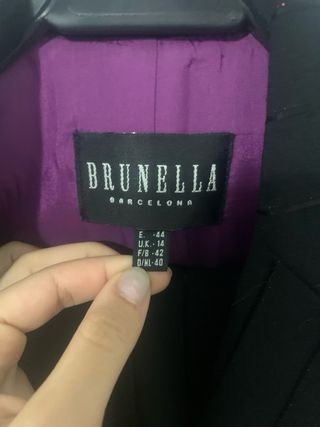 BRUNELLA
BARCELONA
E. -44
U.K. -14
F/B -42
D/NL-40